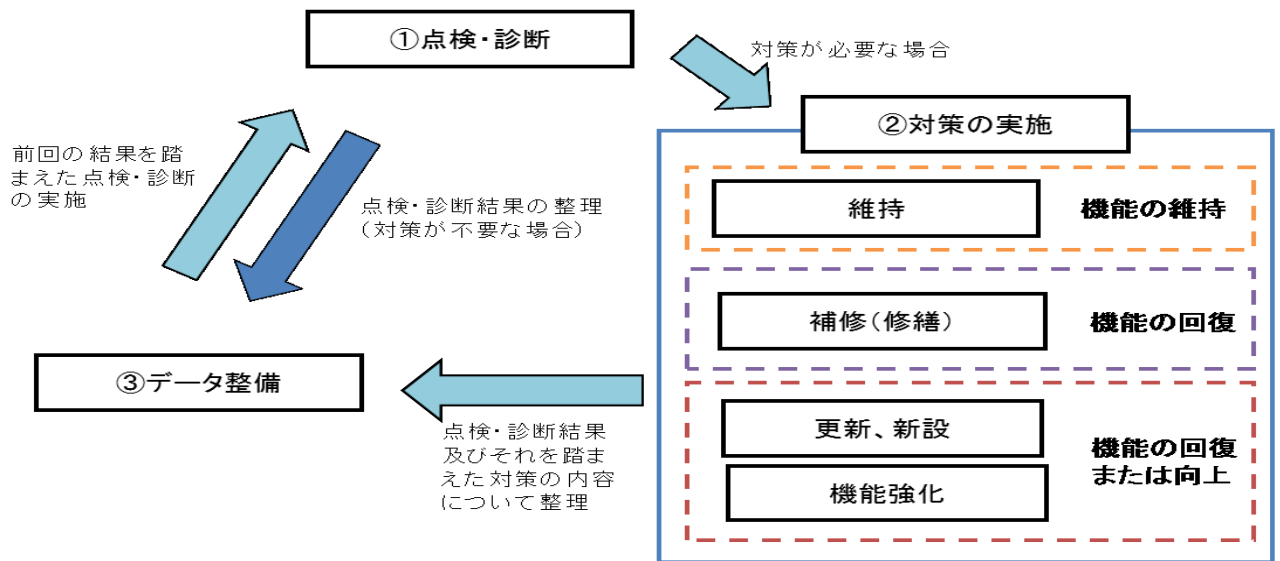 ①点検・診断
対策が必要な場合
②対策の実施
前回の結果を踏
まえた点検・診断
の実施
点検・診断結果の整理
(対策が不要な場合)
維持
機能の維持
補修(修繕)
機能の回復
③データ整備
点検・診断結果
及びそれを踏ま
えた対策の内容
について整理
更新、新設
機能強化
機能の回復
または向上